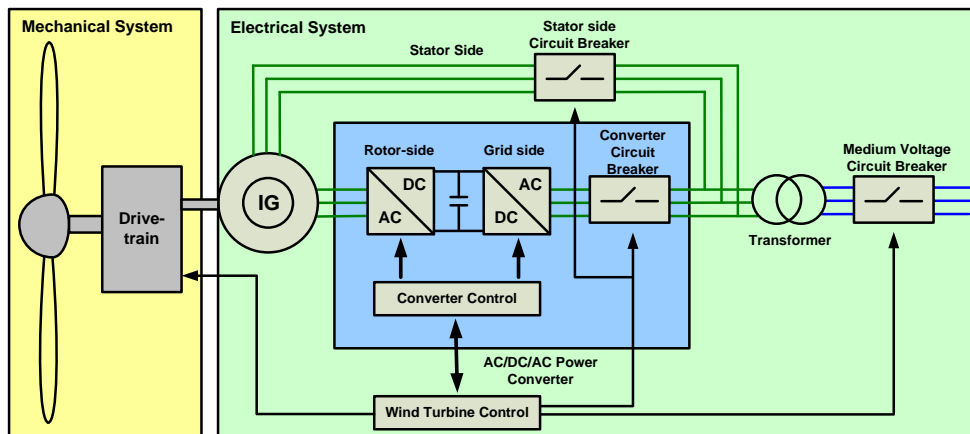 Mechanical System
Electrical System
Stator Side
Stator side
Circuit Breaker
Rotor-side
Grid side
Converter
Circuit
Breaker
Medium Voltage
Circuit Breaker
DC
AC
AC
DC
IG
Drive-
train
Transformer
Converter Control
AC/DC/AC Power
Converter
Wind Turbine Control